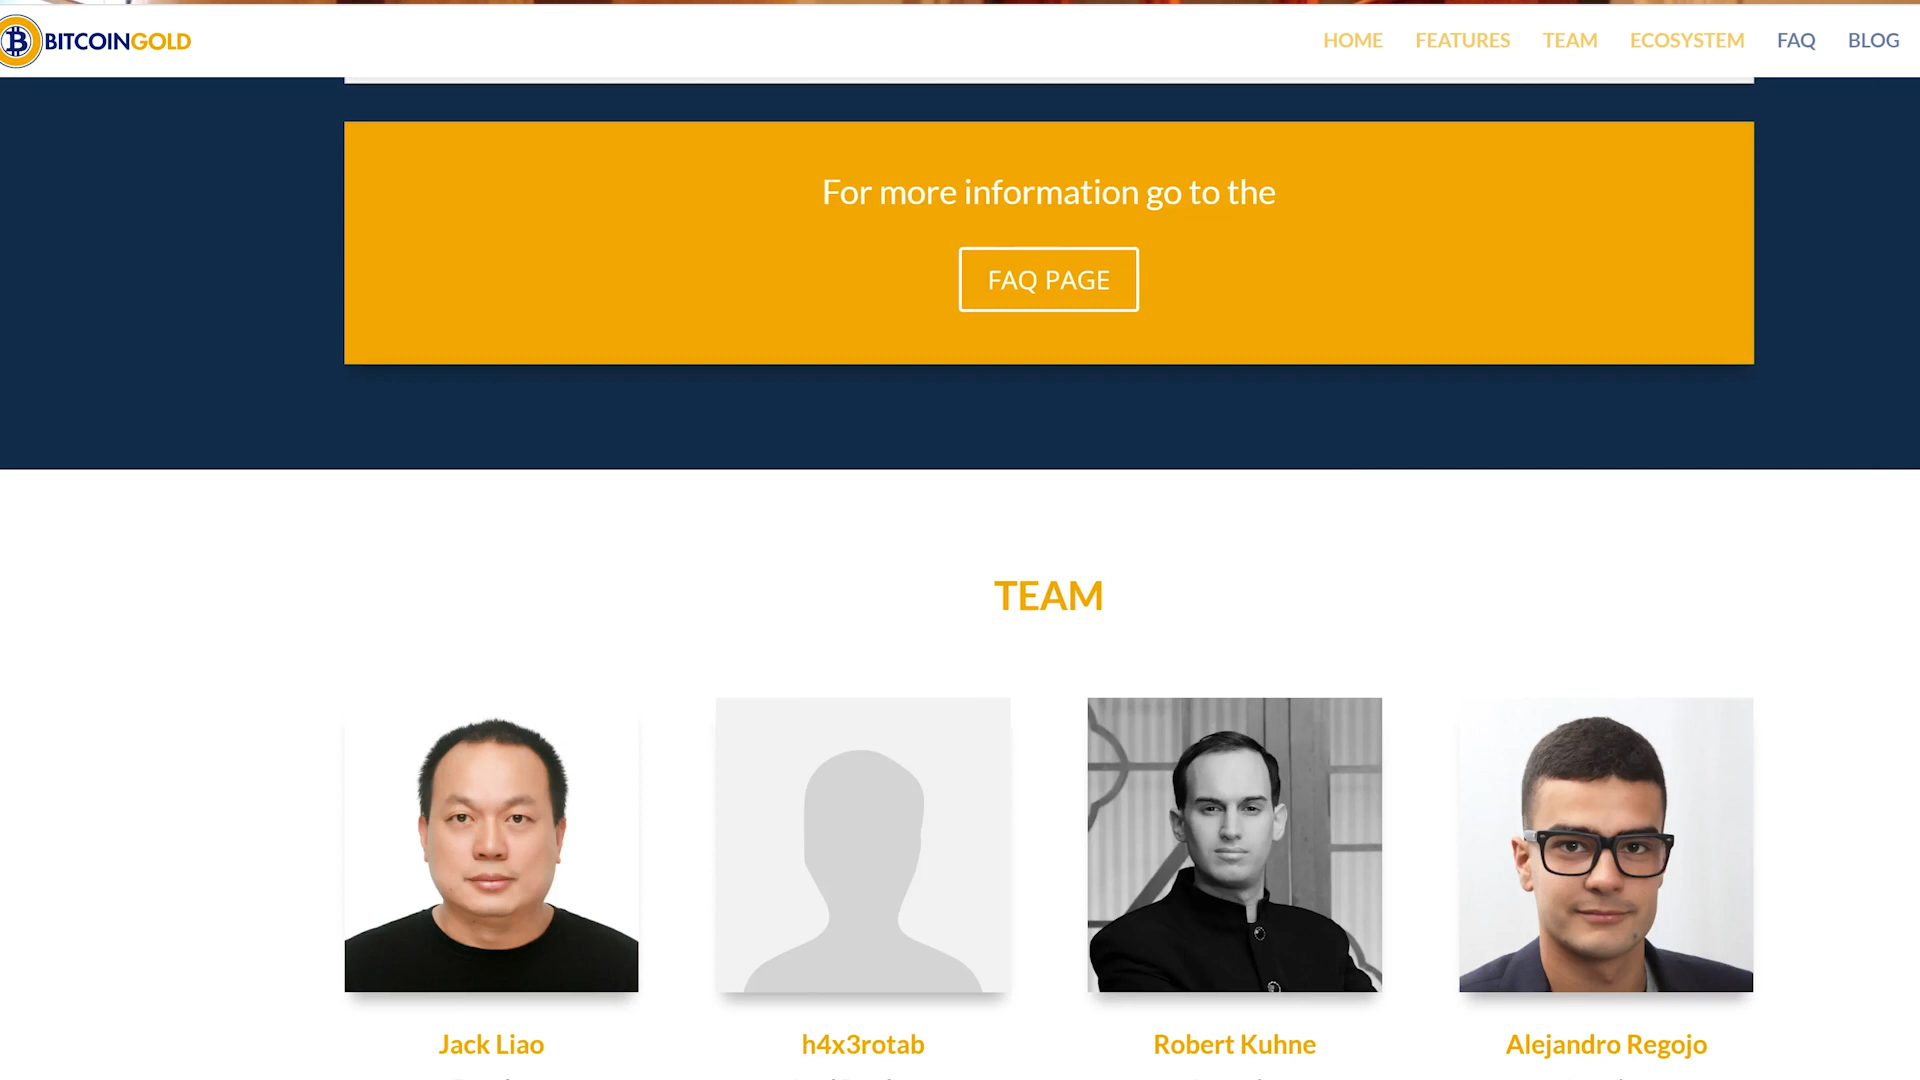 BITCOINGOLD
HOME FEATURES TEAM ECOSYSTEM FAQ BLOG
For more information go to the
FAQ PAGE
TEAM
Jack Liao h4x3rotab Robert Kuhne Alejandro Regojo